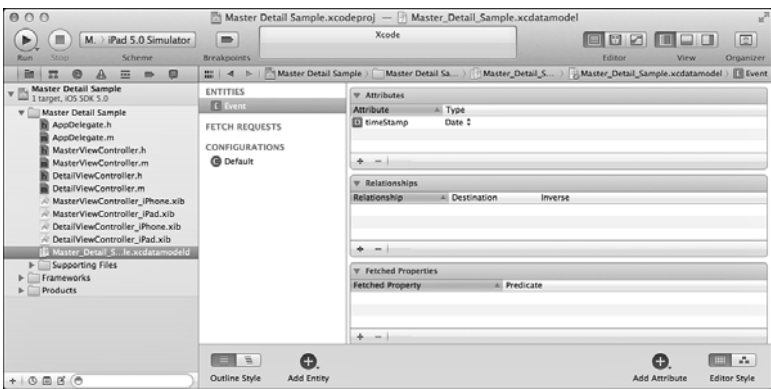 Master Detail Sample.xcodeproj — Master_Detail_Sample.xcdatamodel
M. > iPad 5.0 Simulator
Xcode
Run Stop Scheme Breakpoints Editor View Organizer
Master Detail Sample Master Detail Sa... Master_Detail_S... Master_Detail_Sample.xcdatamodel E Event
Master Detail Sample
1 target, iOS SDK 5.0
Master Detail Sample
AppDelegate.h
AppDelegate.m
MasterViewController.h
MasterViewController.m
DetailViewController.h
DetailViewController.m
MasterViewController_iPhone.xib
MasterViewController_iPad.xib
DetailViewController_iPhone.xib
DetailViewController_iPad.xib
Master_Detail_S...le.xcdatamodeld
Supporting Files
Frameworks
Products
ENTITIES
E Event
FETCH REQUESTS
CONFIGURATIONS
C Default
Attributes
Attribute Type
timeStamp Date
+ −
Relationships
Relationship Destination Inverse
+ −
Fetched Properties
Fetched Property Predicate
+ −
Outline Style Add Entity Add Attribute Editor Style